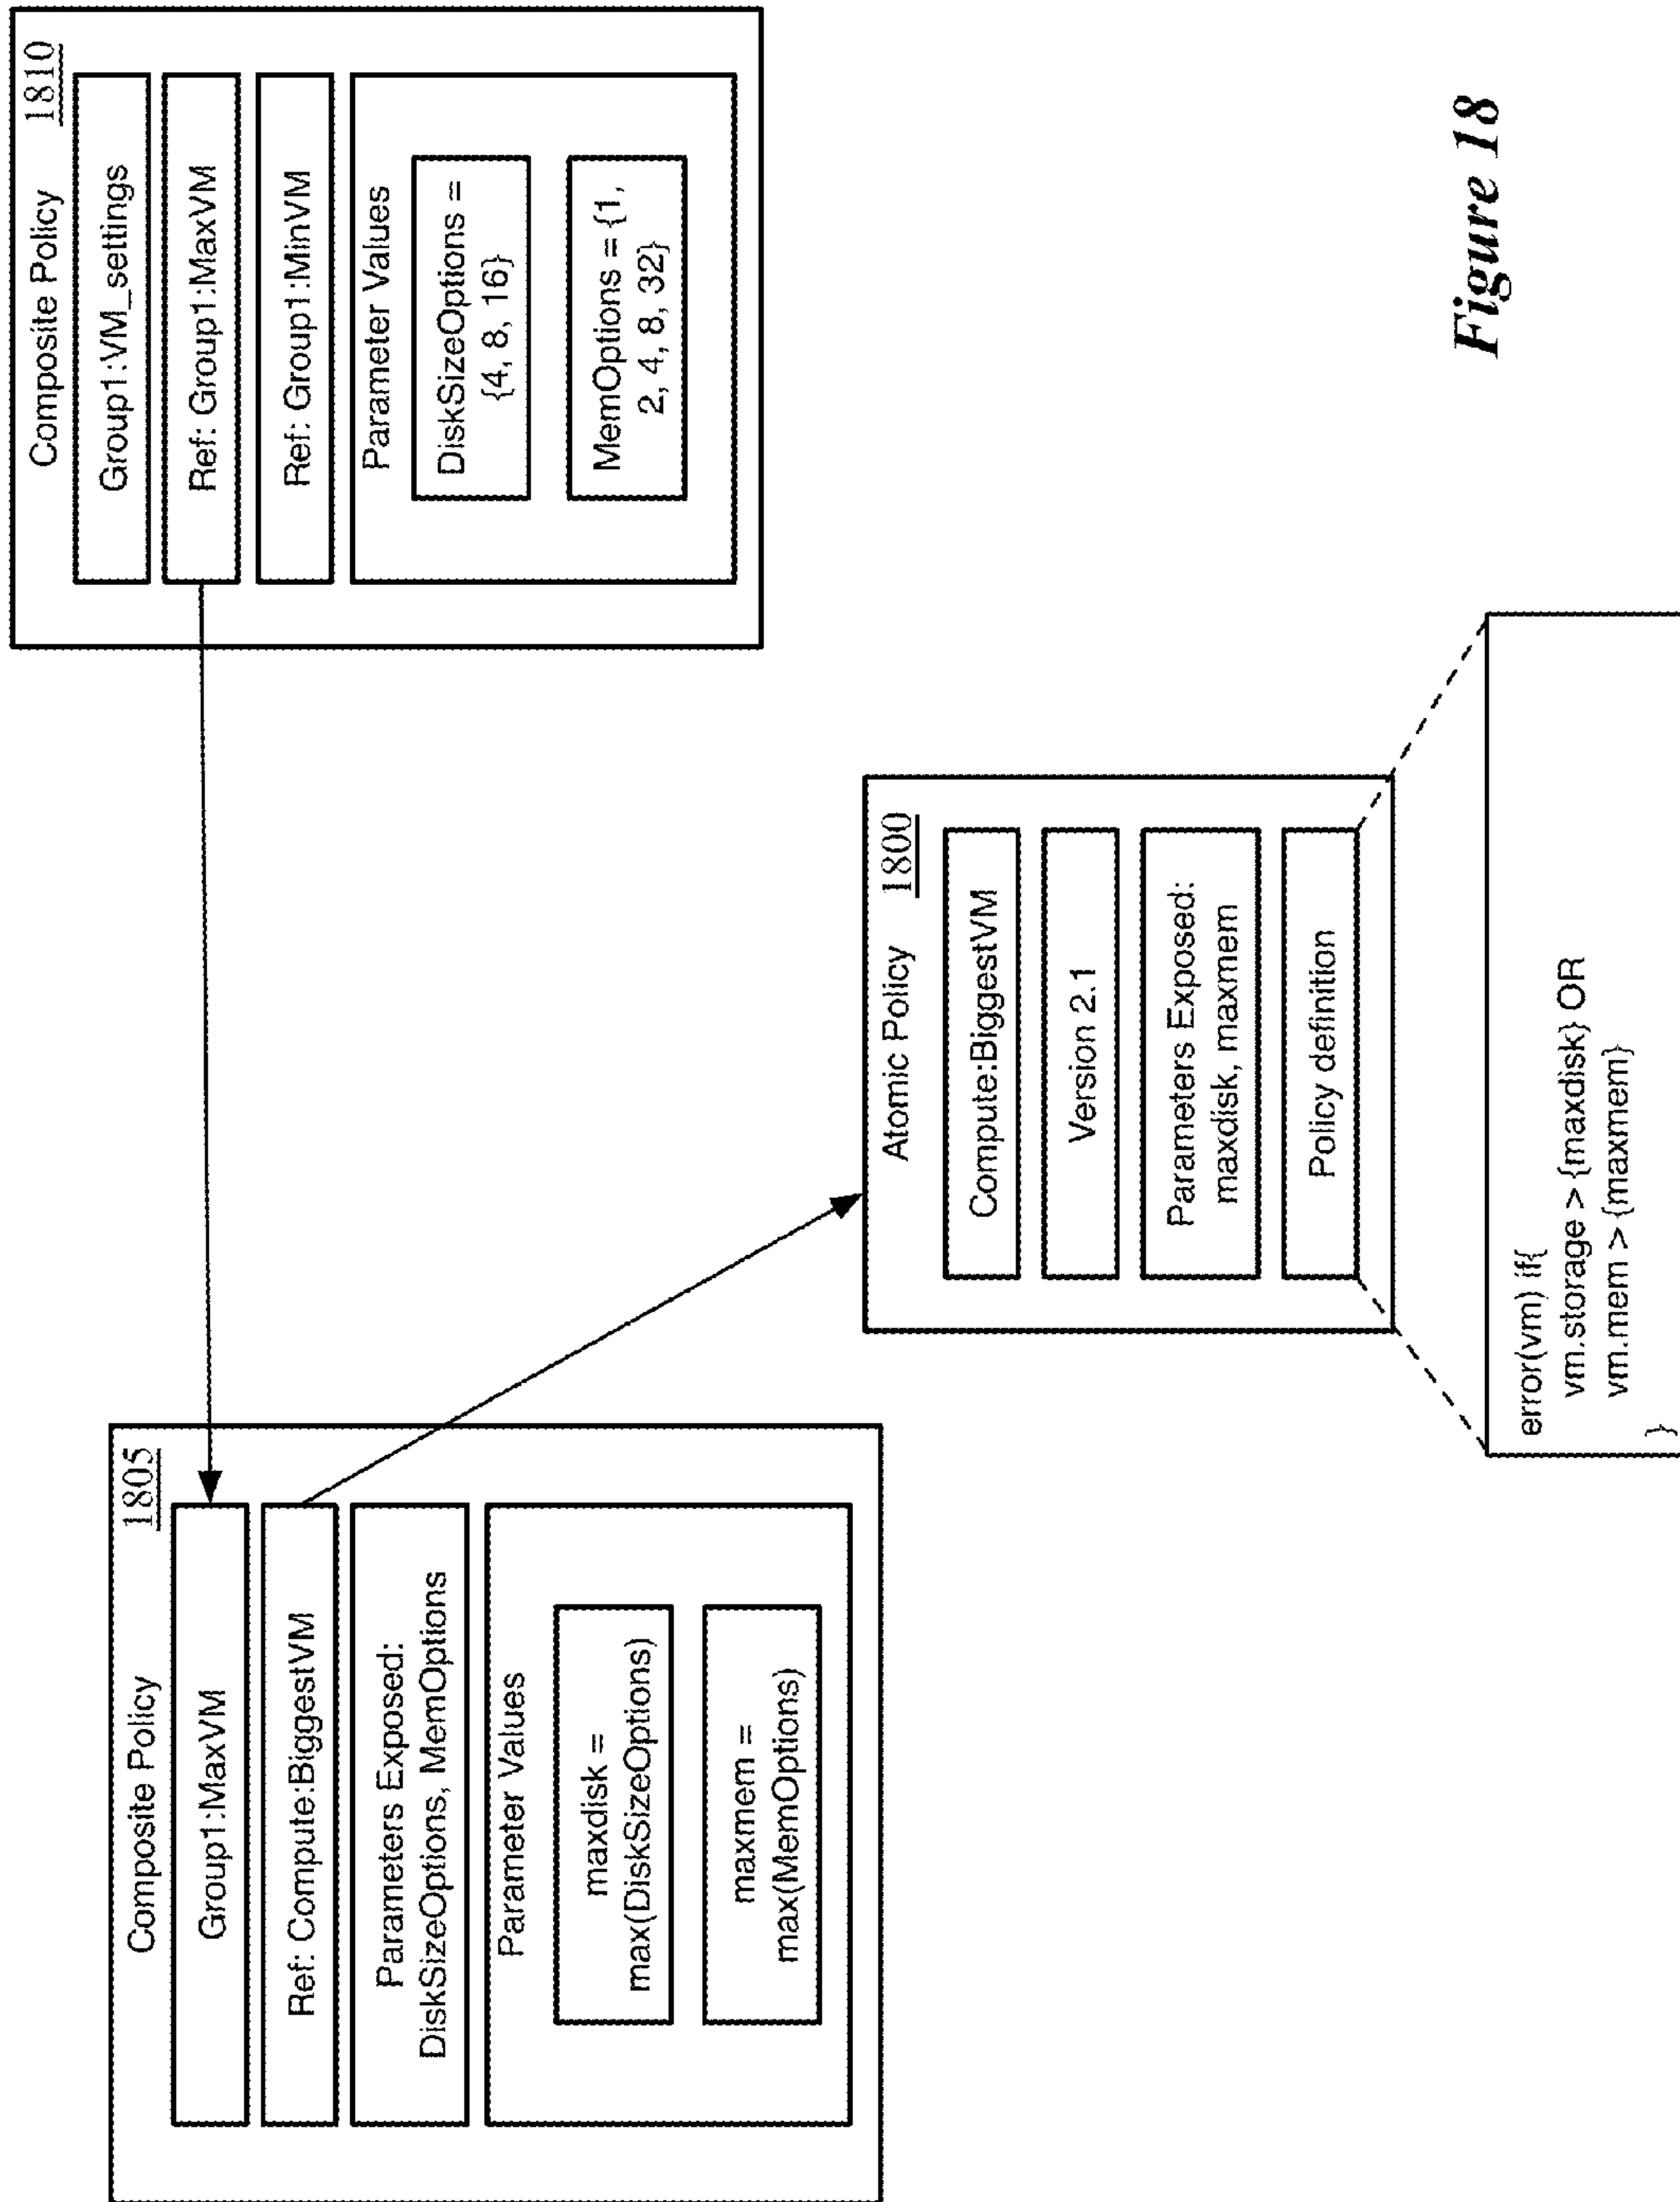 Composite Policy 1805
Group1:MaxVM
Ref: Compute:BiggestVM
Parameters Exposed:
DiskSizeOptions, MemOptions
Parameter Values
maxdisk =
max(DiskSizeOptions)
maxmem =
max(MemOptions)
Composite Policy 1810
Group1:VM_settings
Ref: Group1:MaxVM
Ref: Group1:MinVM
Parameter Values
DiskSizeOptions =
{4, 8, 16}
MemOptions = {1,
2, 4, 8, 32}
Atomic Policy 1800
Compute:BiggestVM
Version 2.1
Parameters Exposed:
maxdisk, maxmem
Policy definition
error(vm) if{
vm.storage > {maxdisk} OR
vm.mem > {maxmem}
}
Figure 18